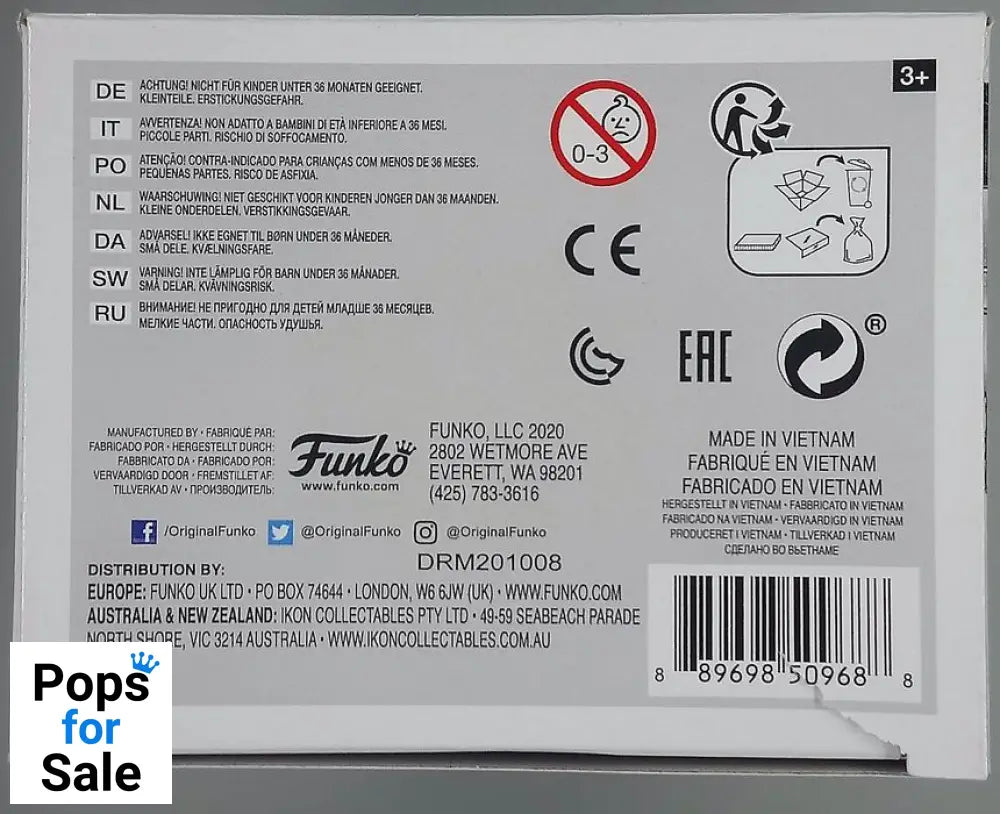 3+
DE ACHTUNG! NICHT FÜR KINDER UNTER 36 MONATEN GEEIGNET.
KLEINTEILE. ERSTICKUNGSGEFAHR.
IT AVVERTENZA! NON ADATTO A BAMBINI DI ETÀ INFERIORE A 36 MESI.
PICCOLE PARTI. RISCHIO DI SOFFOCAMENTO.
PO ATENÇÃO! CONTRA-INDICADO PARA CRIANÇAS COM MENOS DE 36 MESES.
PEQUENAS PARTES. RISCO DE ASFIXIA.
NL WAARSCHUWING! NIET GESCHIKT VOOR KINDEREN JONGER DAN 36 MAANDEN.
KLEINE ONDERDELEN. VERSTIKKINGSGEVAAR.
DA ADVARSEL! IKKE EGNET TIL BØRN UNDER 36 MÅNEDER.
SMÅ DELE. KVÆLNINGSFARE.
SW VARNING! INTE LÄMPLIG FÖR BARN UNDER 36 MÅNADER.
SMÅ DELAR. KVÄVNINGSRISK.
RU ВНИМАНИЕ! НЕ ПРИГОДНО ДЛЯ ДЕТЕЙ МЛАДШЕ 36 МЕСЯЦЕВ.
МЕЛКИЕ ЧАСТИ. ОПАСНОСТЬ УДУШЬЯ.
0-3
CE
EAC
®
MANUFACTURED BY • FABRIQUÉ PAR:
FABRICADO POR • HERGESTELLT DURCH:
FABBRICATO DA • FABRICADO POR:
VERVAARDIGD DOOR • FREMSTILLET AF:
TILLVERKAD AV • ПРОИЗВОДИТЕЛЬ:
Funko
www.funko.com
FUNKO, LLC 2020
2802 WETMORE AVE
EVERETT, WA 98201
(425) 783-3616
MADE IN VIETNAM
FABRIQUÉ EN VIETNAM
FABRICADO EN VIETNAM
HERGESTELLT IN VIETNAM • FABBRICATO IN VIETNAM
FABRICADO NA VIETNAM • VERVAARDIGD IN VIETNAM
PRODUCERET I VIETNAM • TILLVERKAD I VIETNAM
СДЕЛАНО ВО ВЬЕТНАМЕ
/OriginalFunko @OriginalFunko @OriginalFunko
DRM201008
DISTRIBUTION BY:
EUROPE: FUNKO UK LTD • PO BOX 74644 • LONDON, W6 6JW (UK) • WWW.FUNKO.COM
AUSTRALIA & NEW ZEALAND: IKON COLLECTABLES PTY LTD • 49-59 SEABEACH PARADE
NORTH SHORE, VIC 3214 AUSTRALIA • WWW.IKONCOLLECTABLES.COM.AU
8 89698 50968 8
Pops
for
Sale